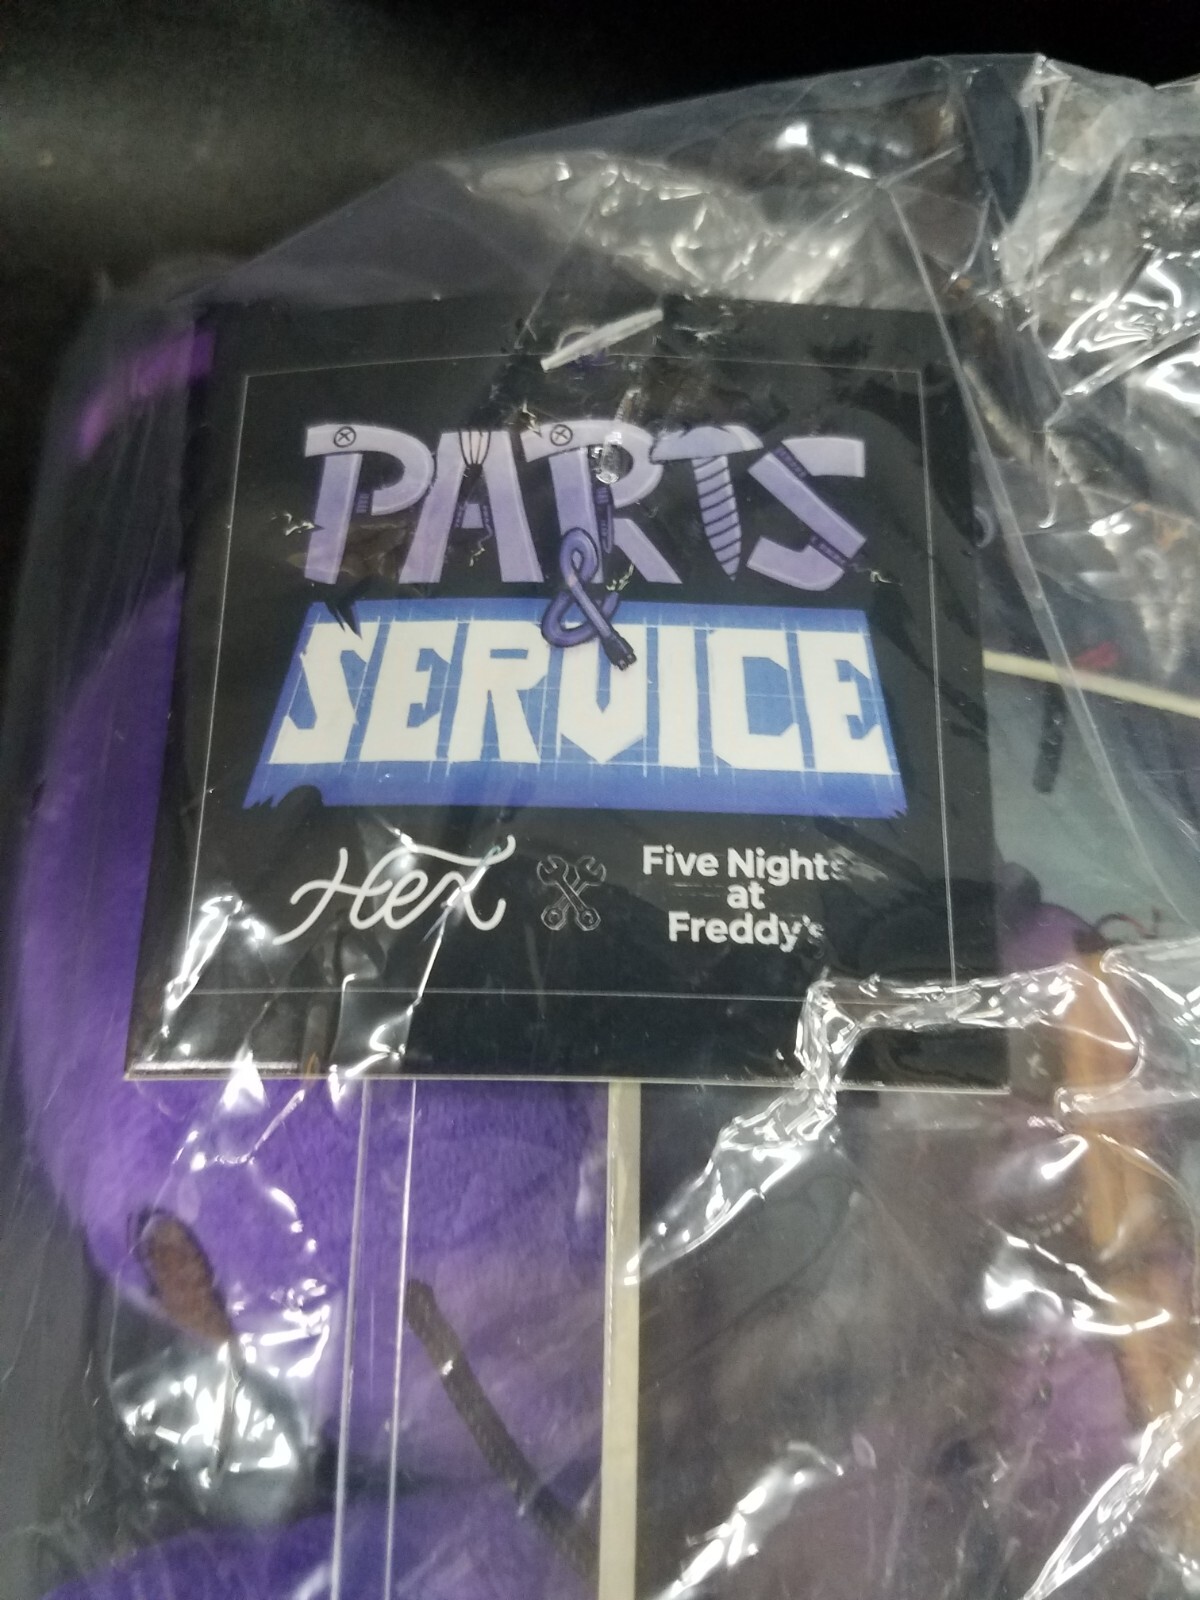 PARTS
&
SERVICE
Hex
Five Nights
at
Freddy's